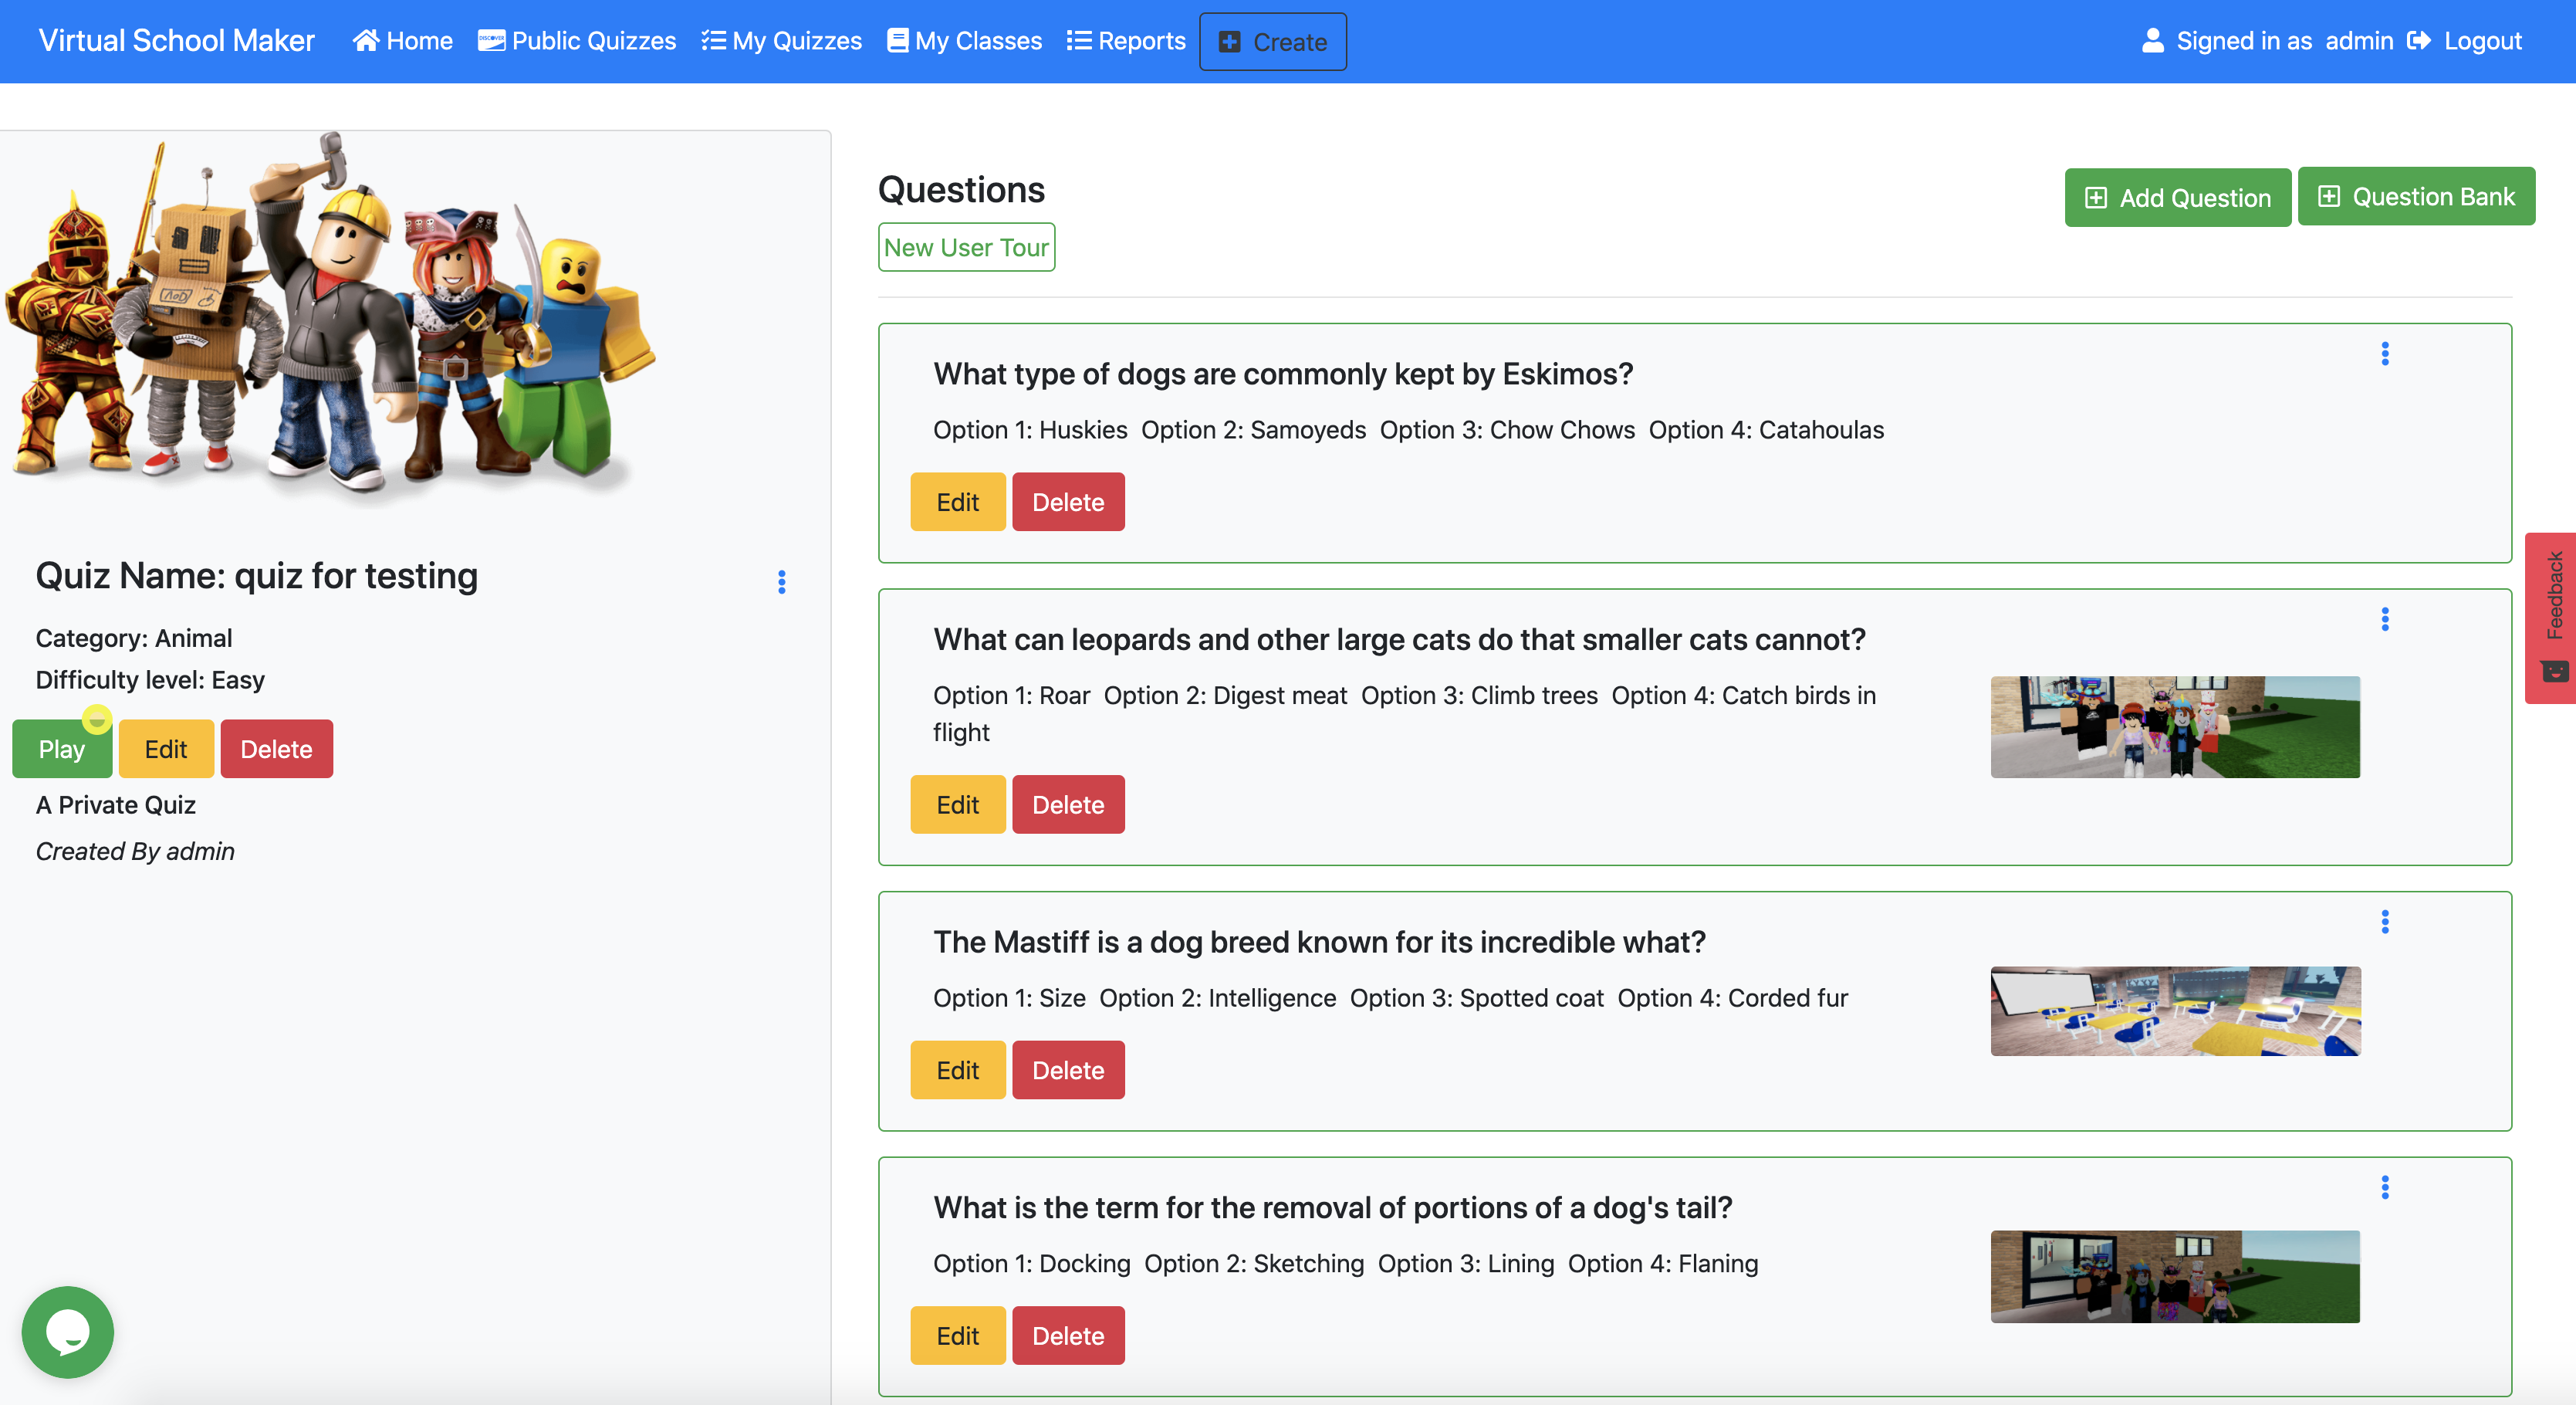 Virtual School Maker Home Public Quizzes My Quizzes My Classes Reports Create Signed in as admin Logout
Quiz Name: quiz for testing
Category: Animal
Difficulty level: Easy
Play Edit Delete
A Private Quiz
Created By admin
Questions
Add Question Question Bank
New User Tour
What type of dogs are commonly kept by Eskimos?
Option 1: Huskies Option 2: Samoyeds Option 3: Chow Chows Option 4: Catahoulas
Edit Delete
What can leopards and other large cats do that smaller cats cannot?
Option 1: Roar Option 2: Digest meat Option 3: Climb trees Option 4: Catch birds in
flight
Edit Delete
The Mastiff is a dog breed known for its incredible what?
Option 1: Size Option 2: Intelligence Option 3: Spotted coat Option 4: Corded fur
Edit Delete
What is the term for the removal of portions of a dog's tail?
Option 1: Docking Option 2: Sketching Option 3: Lining Option 4: Flaning
Edit Delete
Feedback